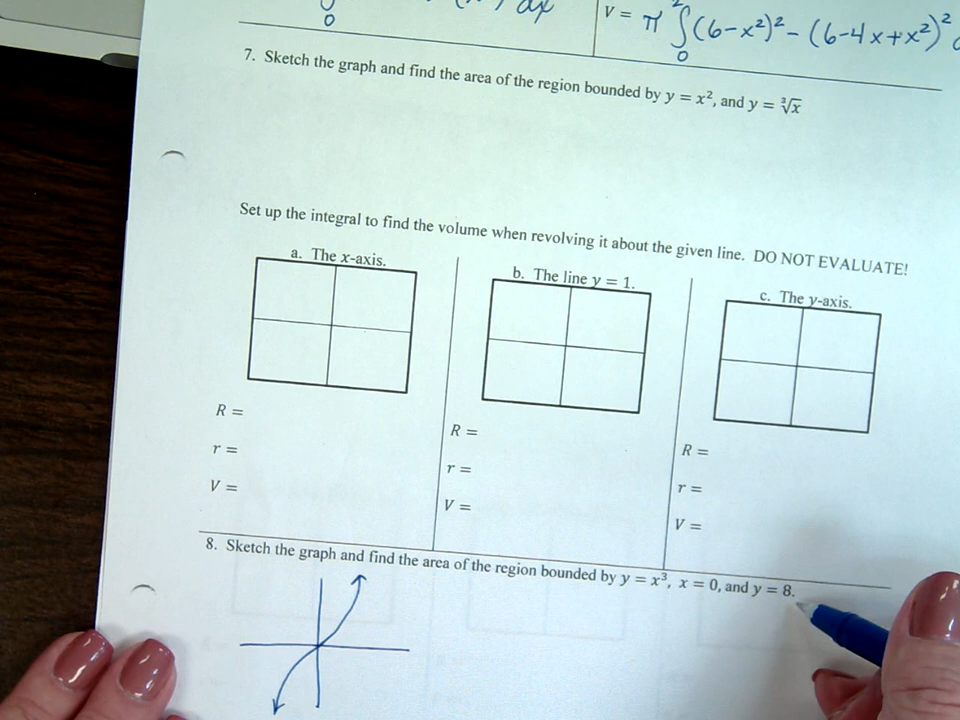 0
dx
V = π ∫₀² (6-x²)² - (6-4x+x²)²
7. Sketch the graph and find the area of the region bounded by y = x², and y = ∛x
Set up the integral to find the volume when revolving it about the given line. DO NOT EVALUATE!
a. The x-axis.
b. The line y = 1.
c. The y-axis.
R =
r =
V =
R =
r =
V =
R =
r =
V =
8. Sketch the graph and find the area of the region bounded by y = x³, x = 0, and y = 8.